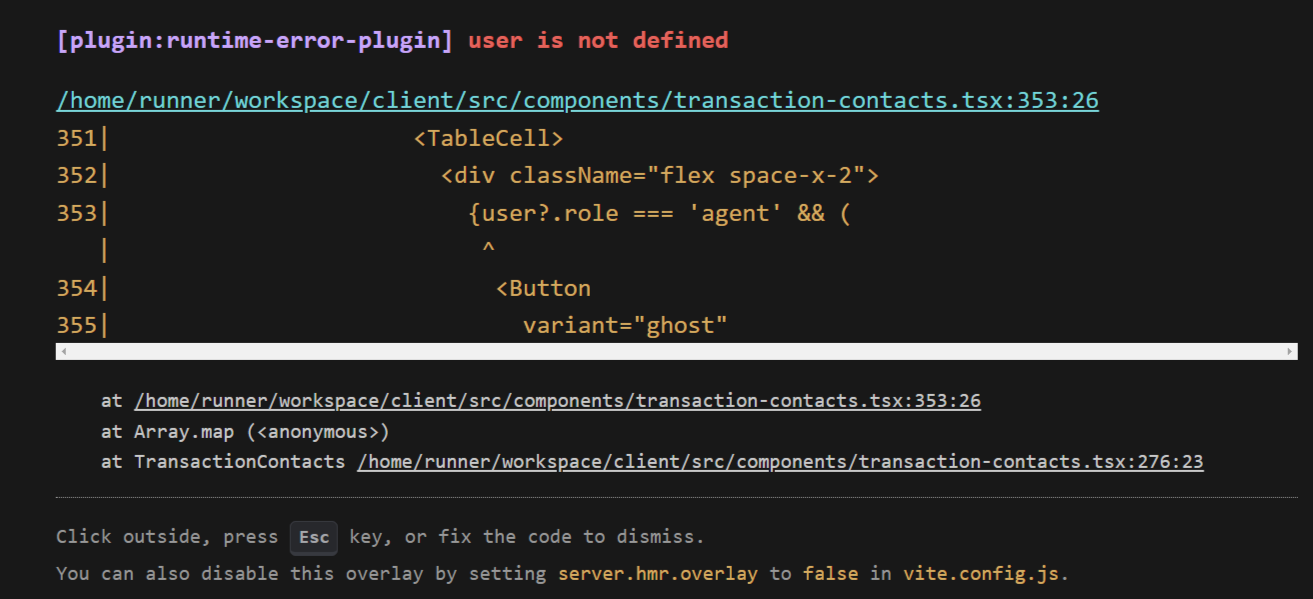 [plugin:runtime-error-plugin] user is not defined
/home/runner/workspace/client/src/components/transaction-contacts.tsx:353:26
351|                       <TableCell>
352|                         <div className="flex space-x-2">
353|                           {user?.role === 'agent' && (
   |                            ^
354|                             <Button
355|                               variant="ghost"
at /home/runner/workspace/client/src/components/transaction-contacts.tsx:353:26
at Array.map (<anonymous>)
at TransactionContacts /home/runner/workspace/client/src/components/transaction-contacts.tsx:276:23
Click outside, press Esc key, or fix the code to dismiss.
You can also disable this overlay by setting server.hmr.overlay to false in vite.config.js.